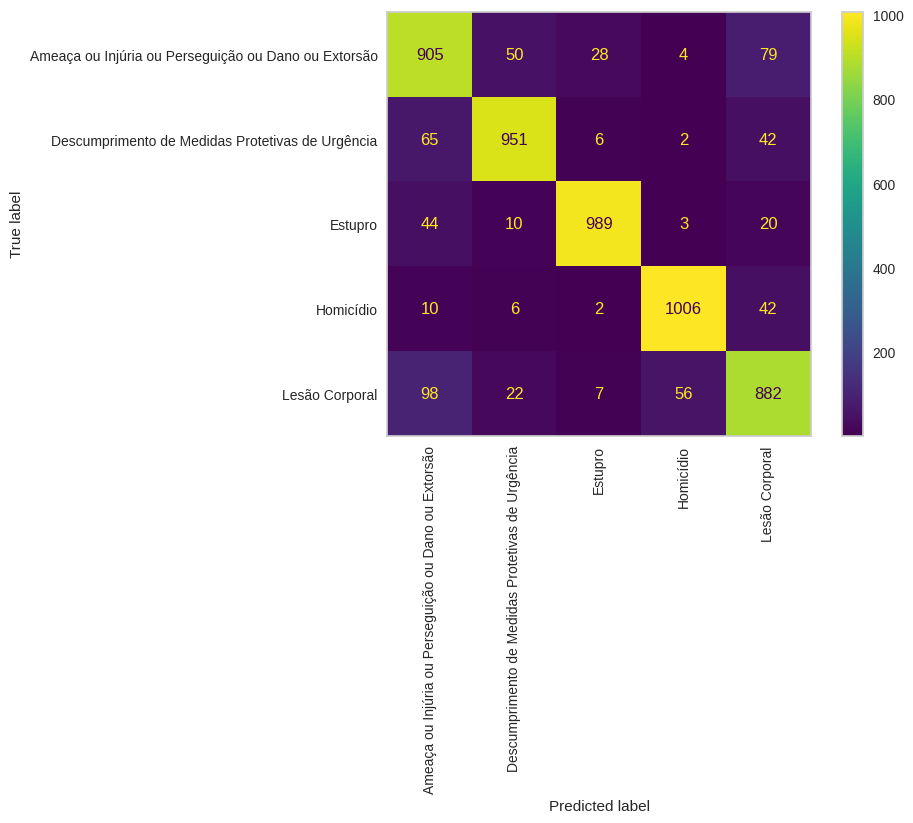 Ameaça ou Injúria ou Perseguição ou Dano ou Extorsão 905 50 28 4 79
Descumprimento de Medidas Protetivas de Urgência 65 951 6 2 42
Estupro 44 10 989 3 20
Homicídio 10 6 2 1006 42
Lesão Corporal 98 22 7 56 882
True label
1000
800
600
400
200
Ameaça ou Injúria ou Perseguição ou Dano ou Extorsão
Descumprimento de Medidas Protetivas de Urgência
Estupro
Homicídio
Lesão Corporal
Predicted label